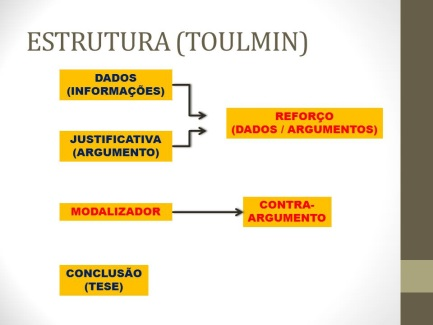 ESTRUTURA (TOULMIN)
DADOS
(INFORMAÇÕES)
REFORÇO
(DADOS / ARGUMENTOS)
JUSTIFICATIVA
(ARGUMENTO)
MODALIZADOR
CONTRA-
ARGUMENTO
CONCLUSÃO
(TESE)